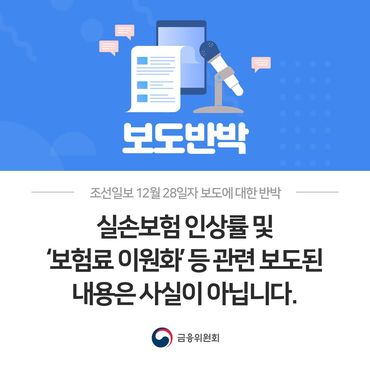 보도반박
조선일보 12월 28일자 보도에 대한 반박
실손보험 인상률 및
‘보험료 이원화’ 등 관련 보도된
내용은 사실이 아닙니다.
금융위원회